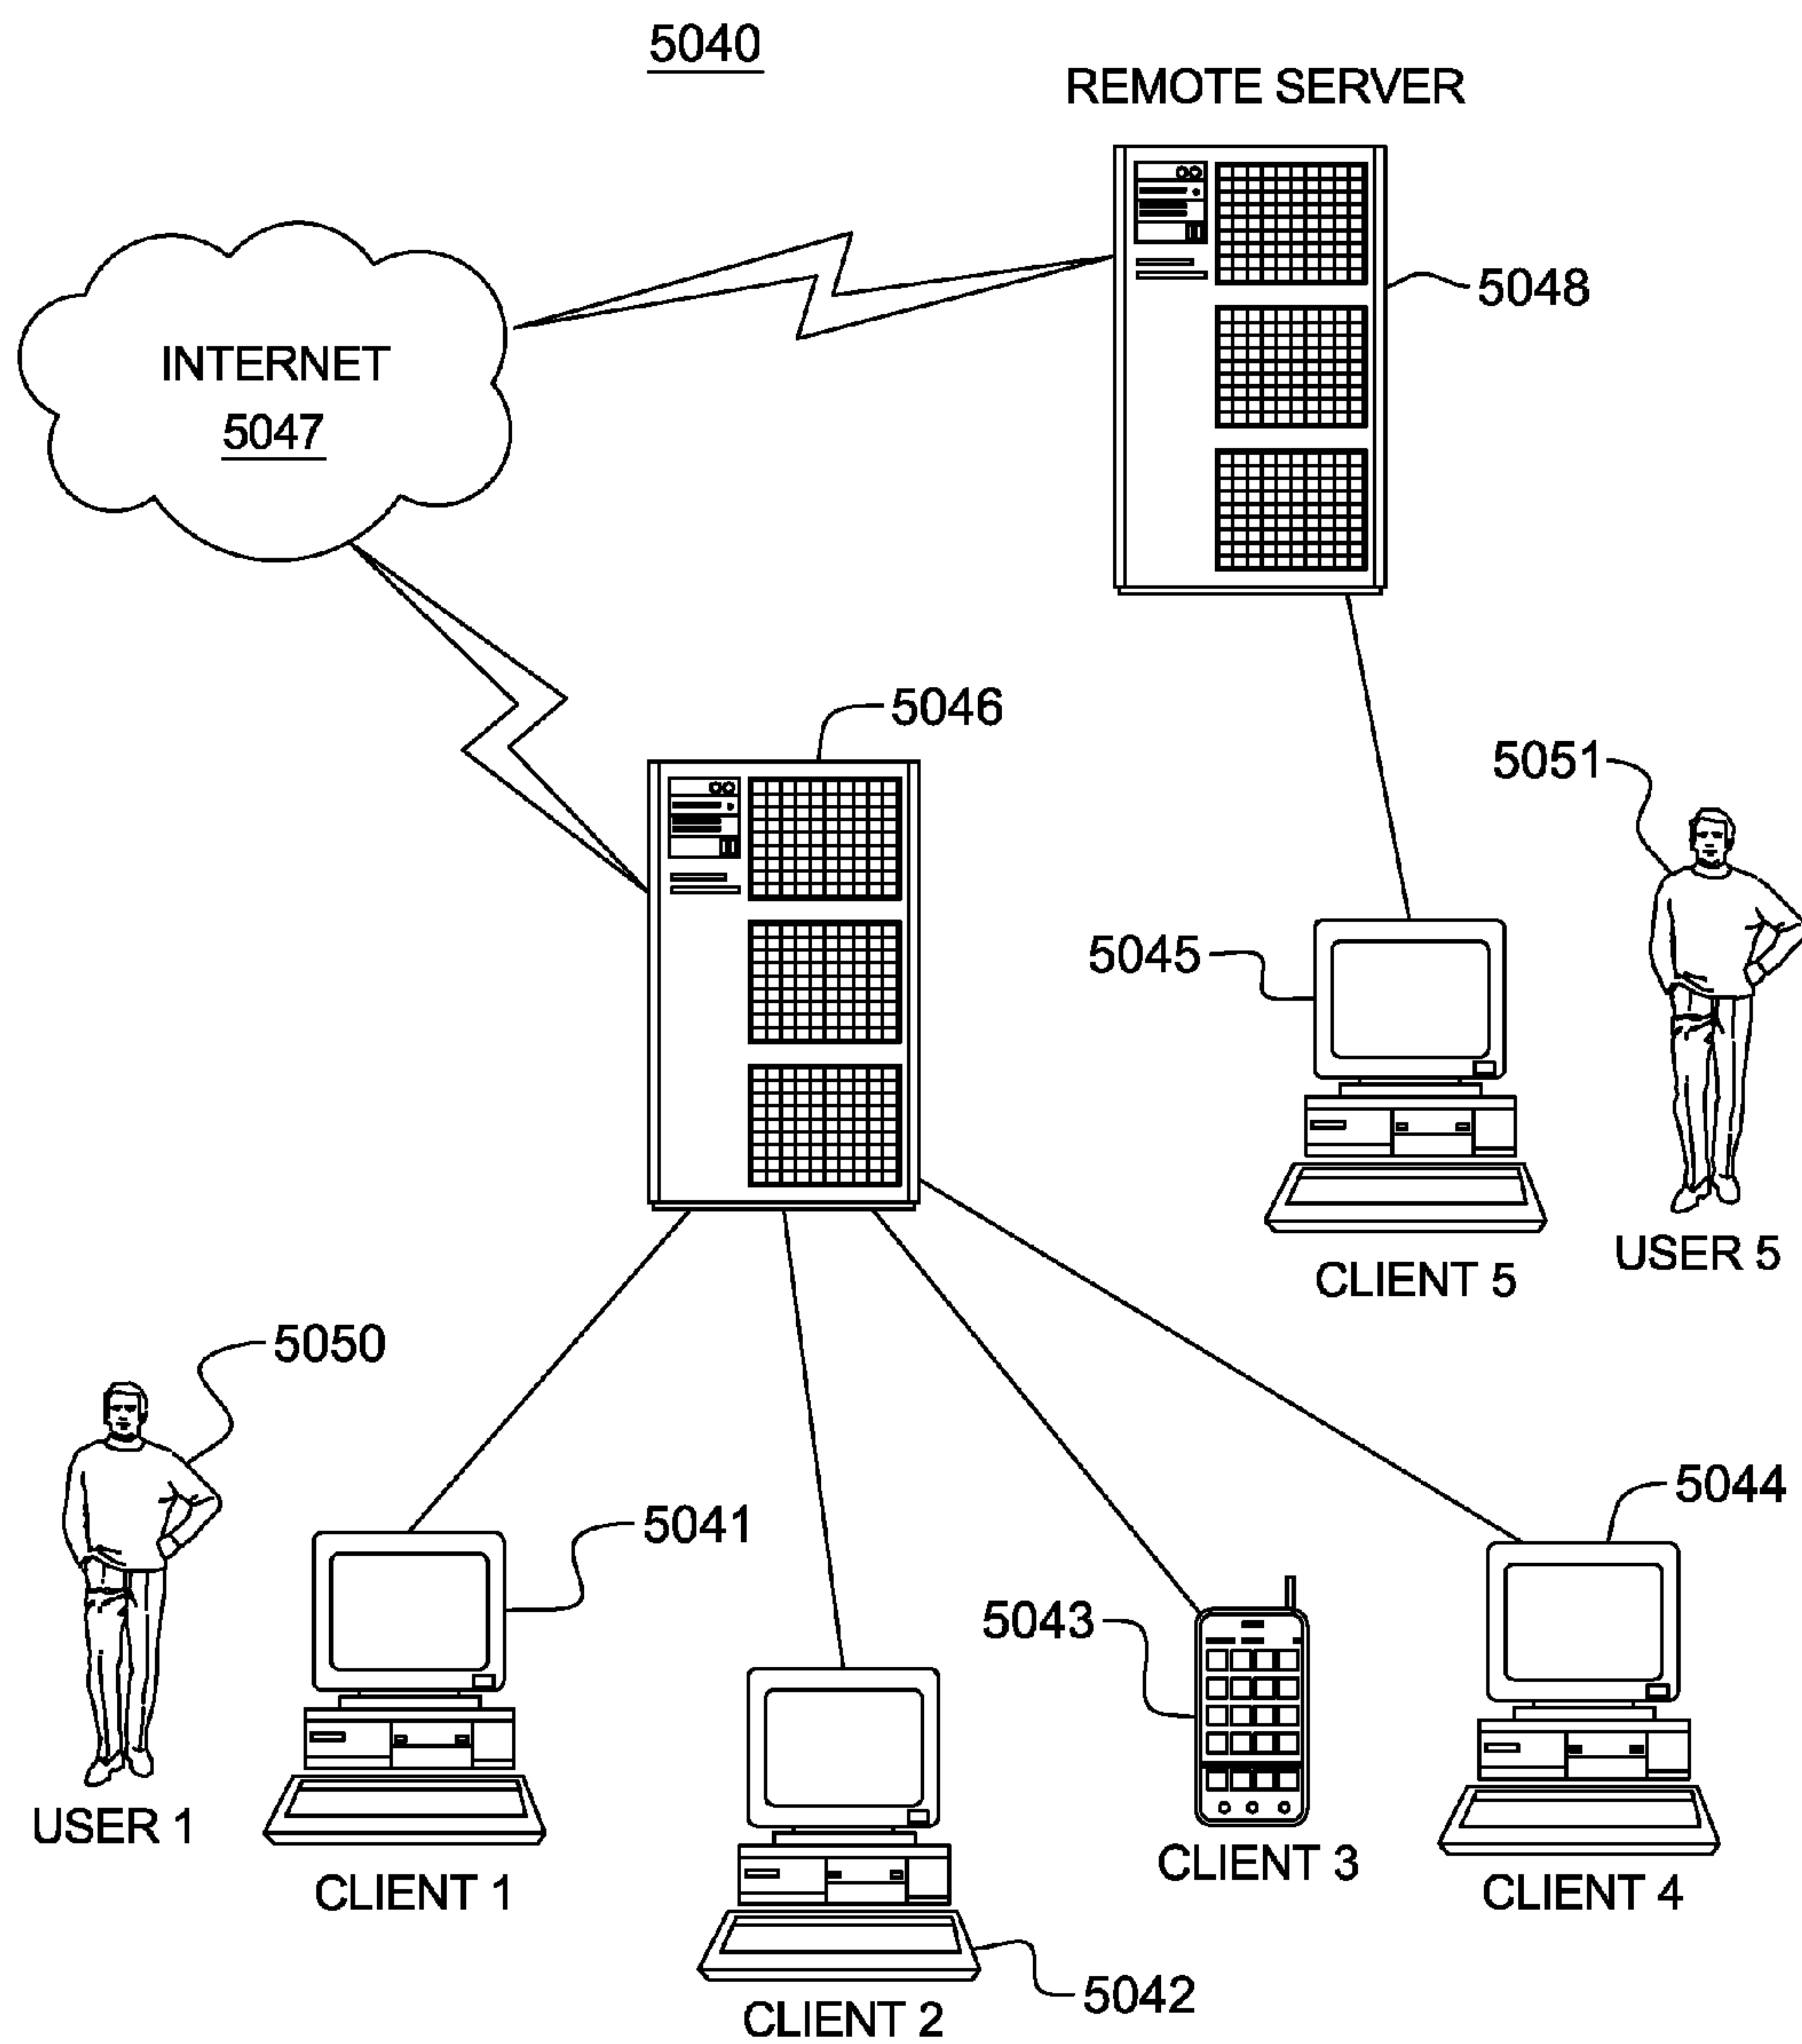 5040
REMOTE SERVER
5048
INTERNET
5047
5046
5051
5045
USER 5
CLIENT 5
5050
5041
5044
5043
USER 1
CLIENT 1
CLIENT 3
CLIENT 4
5042
CLIENT 2